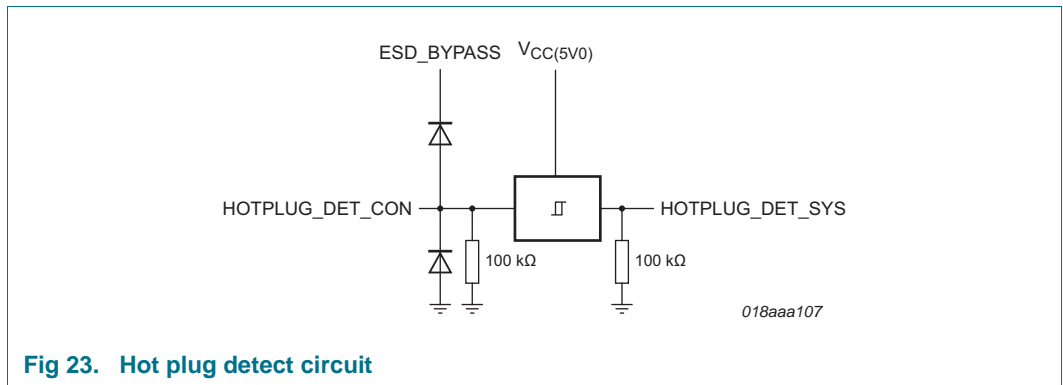 ESD_BYPASS VCC(5V0)
HOTPLUG_DET_CON
HOTPLUG_DET_SYS
100 kΩ
100 kΩ
018aaa107
Fig 23. Hot plug detect circuit